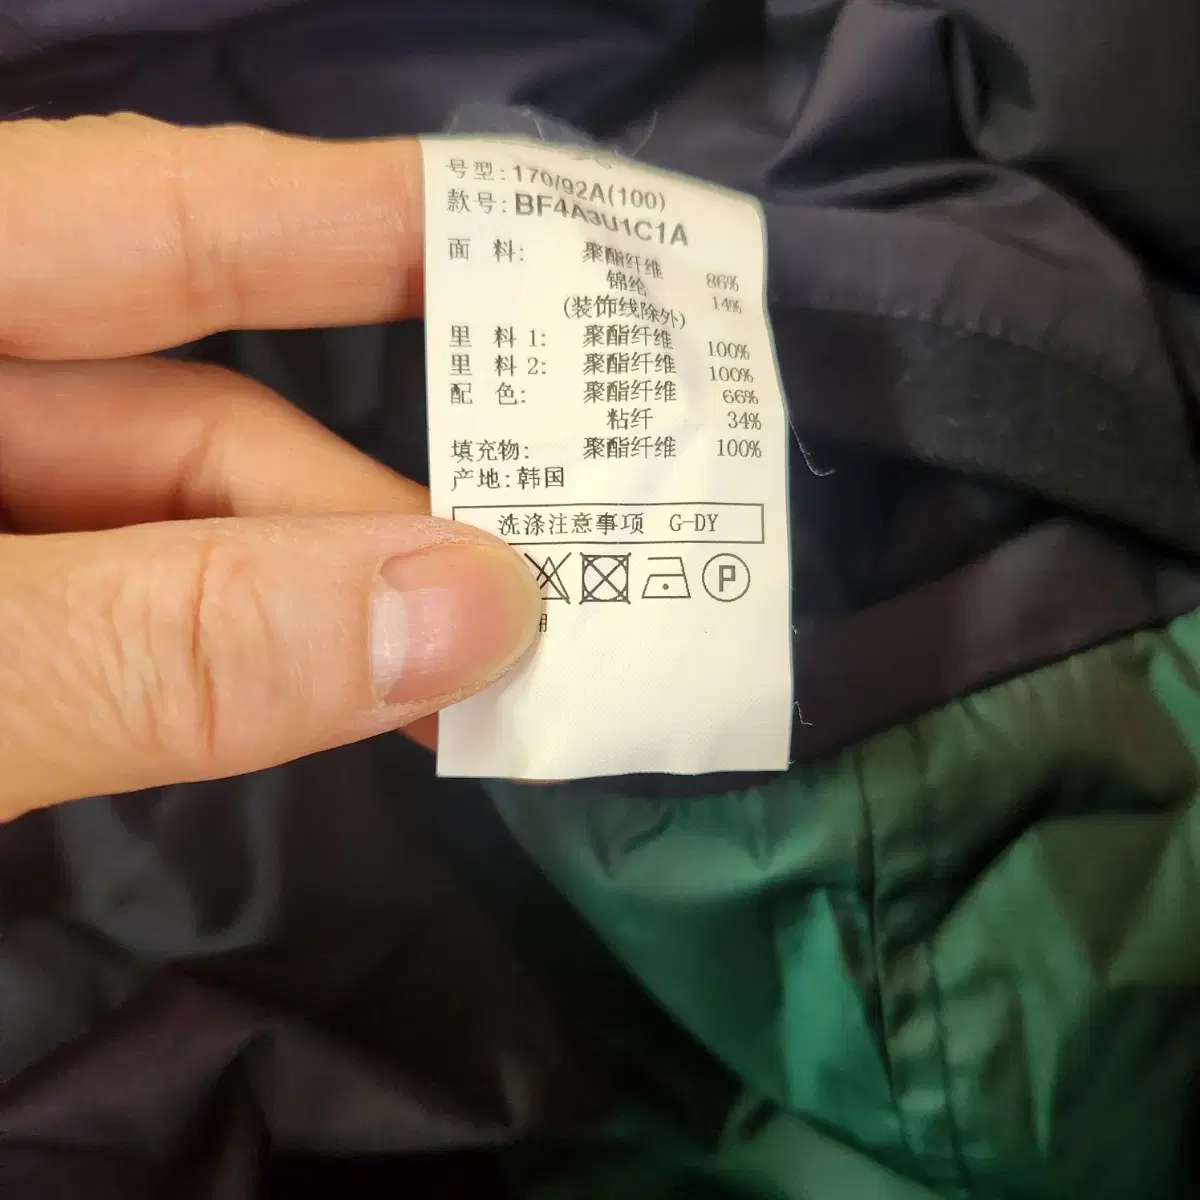 号型:170/92A(100)
款号:BF4A3U1C1A
面 料: 聚酯纤维 86%
锦纶 14%
(装饰线除外)
里 料 1: 聚酯纤维 100%
里 料 2: 聚酯纤维 100%
配 色: 聚酯纤维 66%
粘纤 34%
填充物: 聚酯纤维 100%
产地:韩国
洗涤注意事项 G-DY
P
用